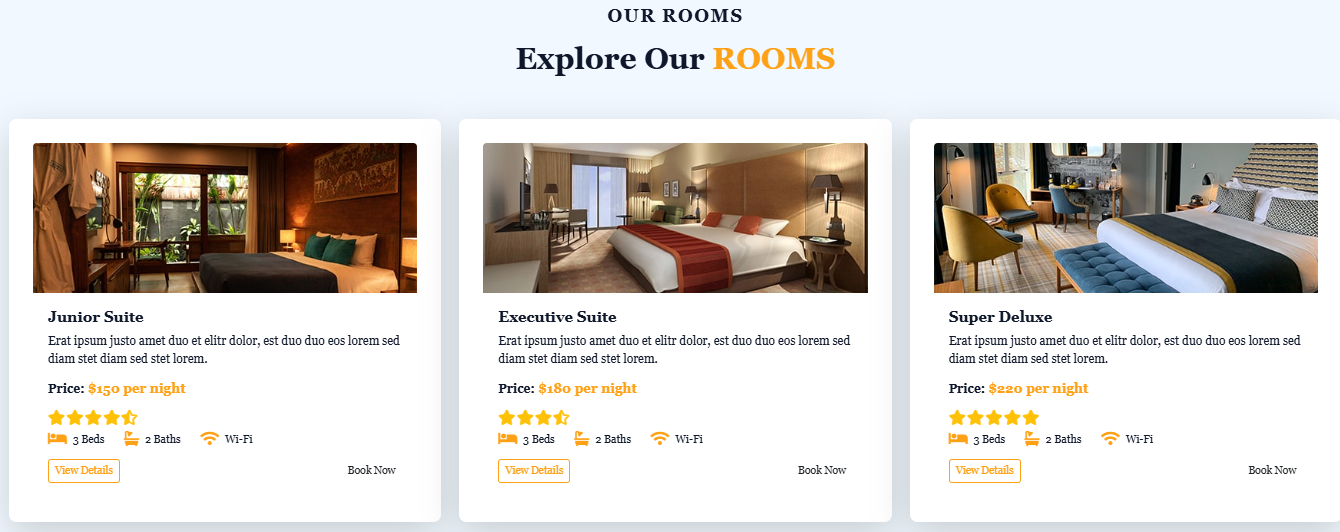 OUR ROOMS
Explore Our ROOMS
Junior Suite
Erat ipsum justo amet duo et elitr dolor, est duo duo eos lorem sed
diam stet diam sed stet lorem.
Price: $150 per night
3 Beds 2 Baths Wi-Fi
View Details Book Now
Executive Suite
Erat ipsum justo amet duo et elitr dolor, est duo duo eos lorem sed
diam stet diam sed stet lorem.
Price: $180 per night
3 Beds 2 Baths Wi-Fi
View Details Book Now
Super Deluxe
Erat ipsum justo amet duo et elitr dolor, est duo duo eos lorem sed
diam stet diam sed stet lorem.
Price: $220 per night
3 Beds 2 Baths Wi-Fi
View Details Book Now